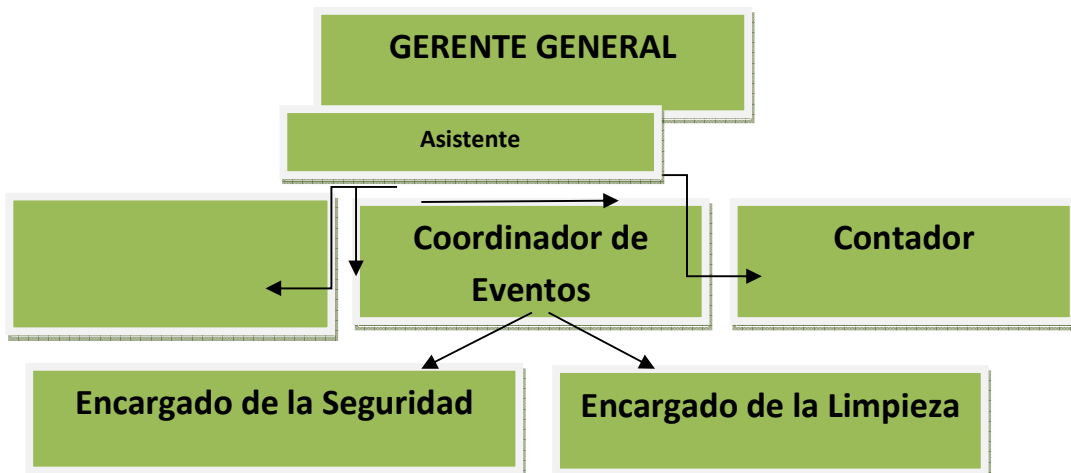 GERENTE GENERAL
Asistente
Coordinador de
Eventos
Contador
Encargado de la Seguridad
Encargado de la Limpieza